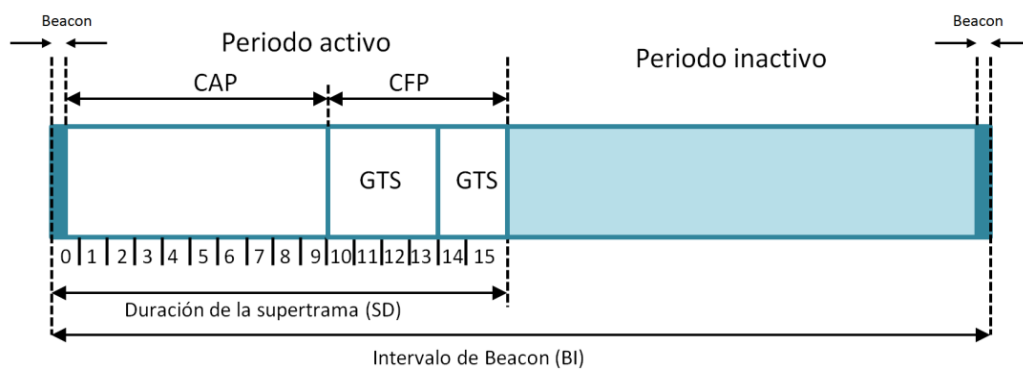 Beacon
Beacon
Periodo activo
Periodo inactivo
CAP
CFP
GTS
GTS
0 1 2 3 4 5 6 7 8 9 10 11 12 13 14 15
Duración de la supertrama (SD)
Intervalo de Beacon (BI)